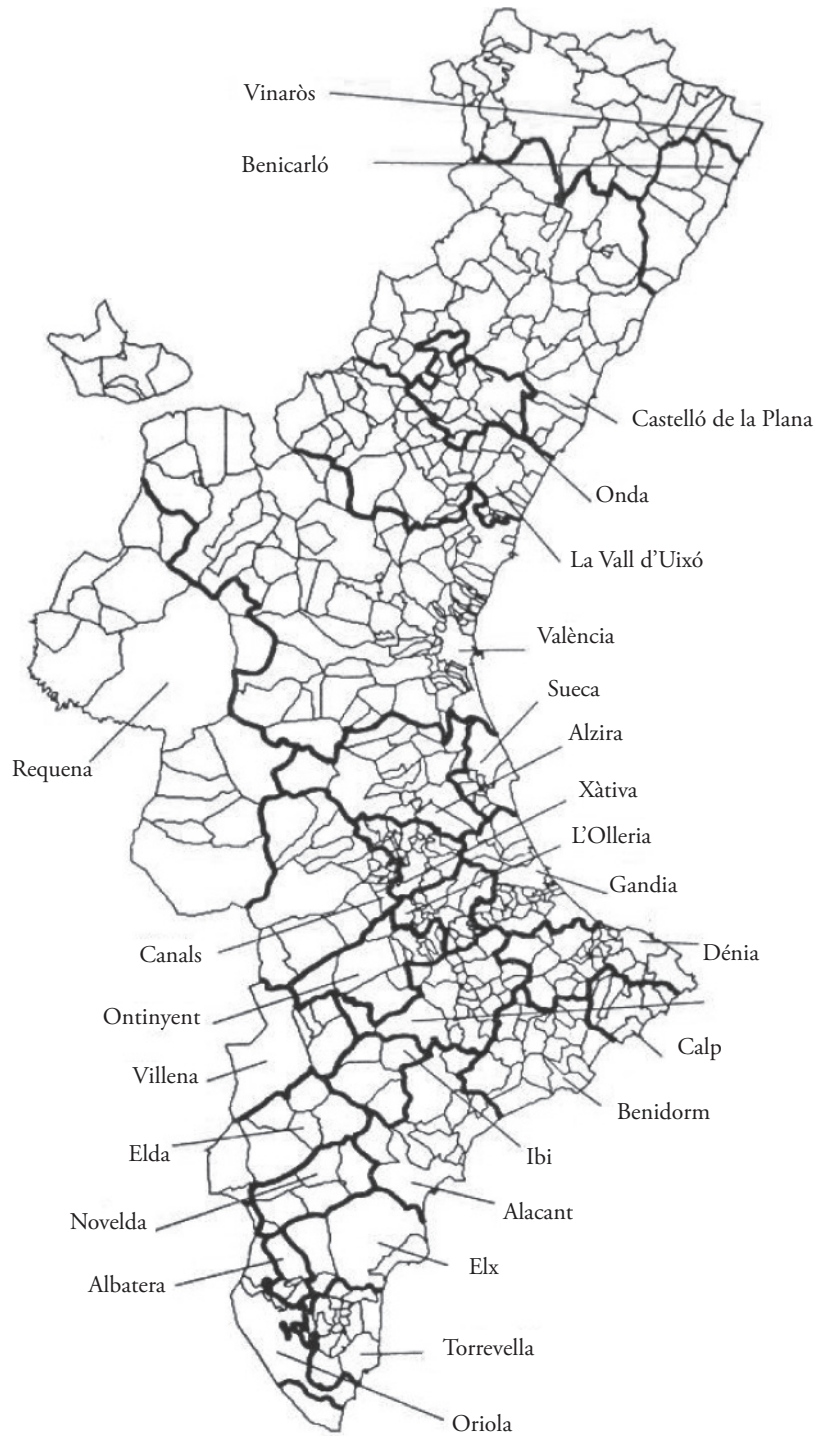 Vinaròs
Benicarló
Castelló de la Plana
Onda
La Vall d'Uixó
València
Sueca
Alzira
Requena
Xàtiva
L'Olleria
Gandia
Canals
Dénia
Ontinyent
Calp
Villena
Benidorm
Elda
Ibi
Novelda
Alacant
Elx
Albatera
Torrevella
Oriola